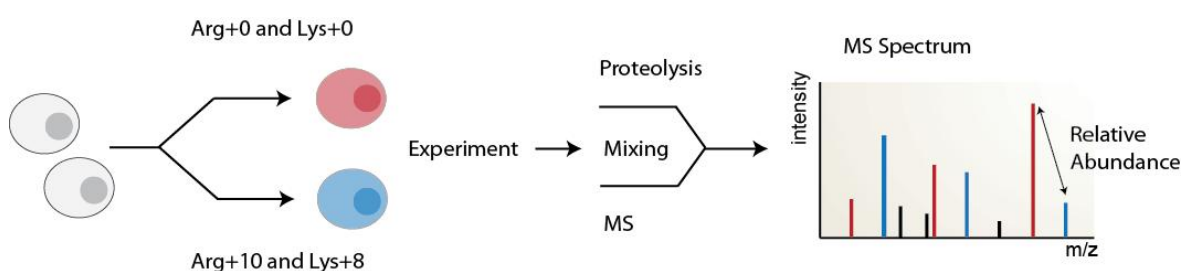 Arg+0 and Lys+0
Arg+10 and Lys+8
Experiment
Proteolysis
Mixing
MS
MS Spectrum
intensity
Relative
Abundance
m/z